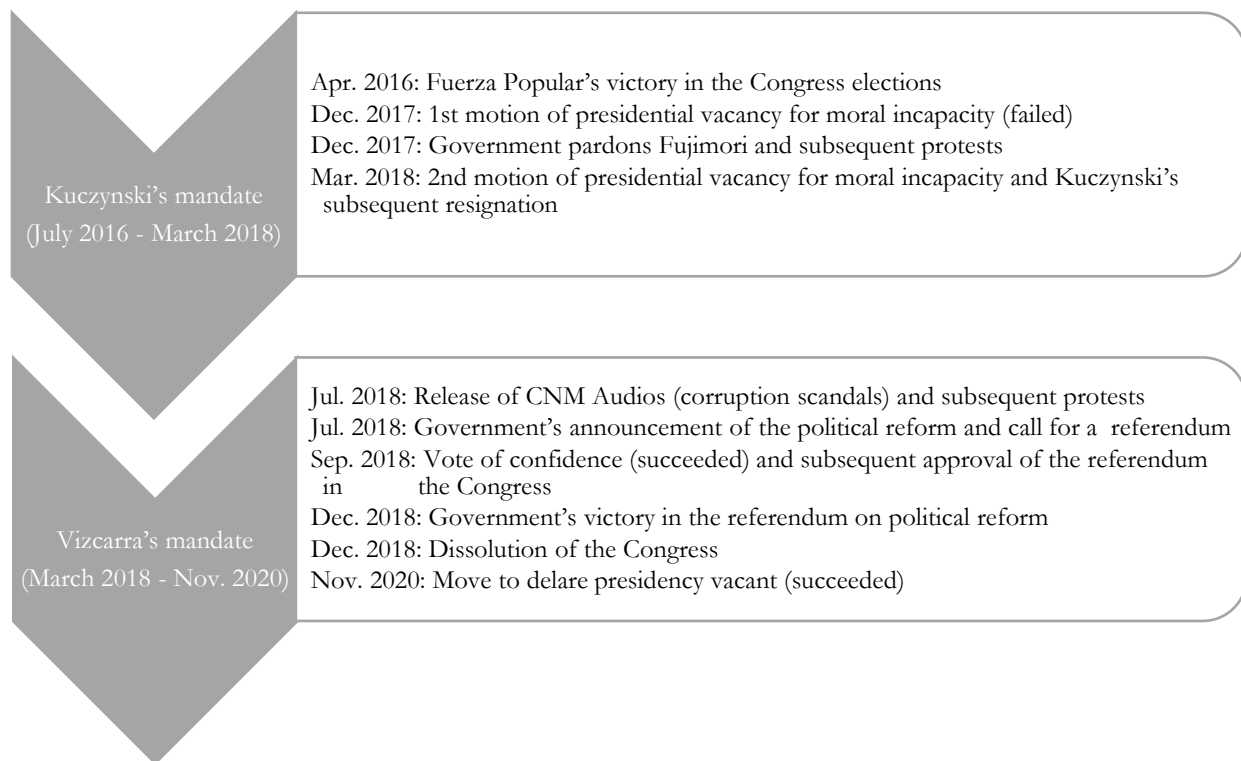 Kuczynski’s mandate
(July 2016 - March 2018)
Apr. 2016: Fuerza Popular’s victory in the Congress elections
Dec. 2017: 1st motion of presidential vacancy for moral incapacity (failed)
Dec. 2017: Government pardons Fujimori and subsequent protests
Mar. 2018: 2nd motion of presidential vacancy for moral incapacity and Kuczynski’s
subsequent resignation
Vizcarra’s mandate
(March 2018 - Nov. 2020)
Jul. 2018: Release of CNM Audios (corruption scandals) and subsequent protests
Jul. 2018: Government’s announcement of the political reform and call for a referendum
Sep. 2018: Vote of confidence (succeeded) and subsequent approval of the referendum
in the Congress
Dec. 2018: Government’s victory in the referendum on political reform
Dec. 2018: Dissolution of the Congress
Nov. 2020: Move to delare presidency vacant (succeeded)